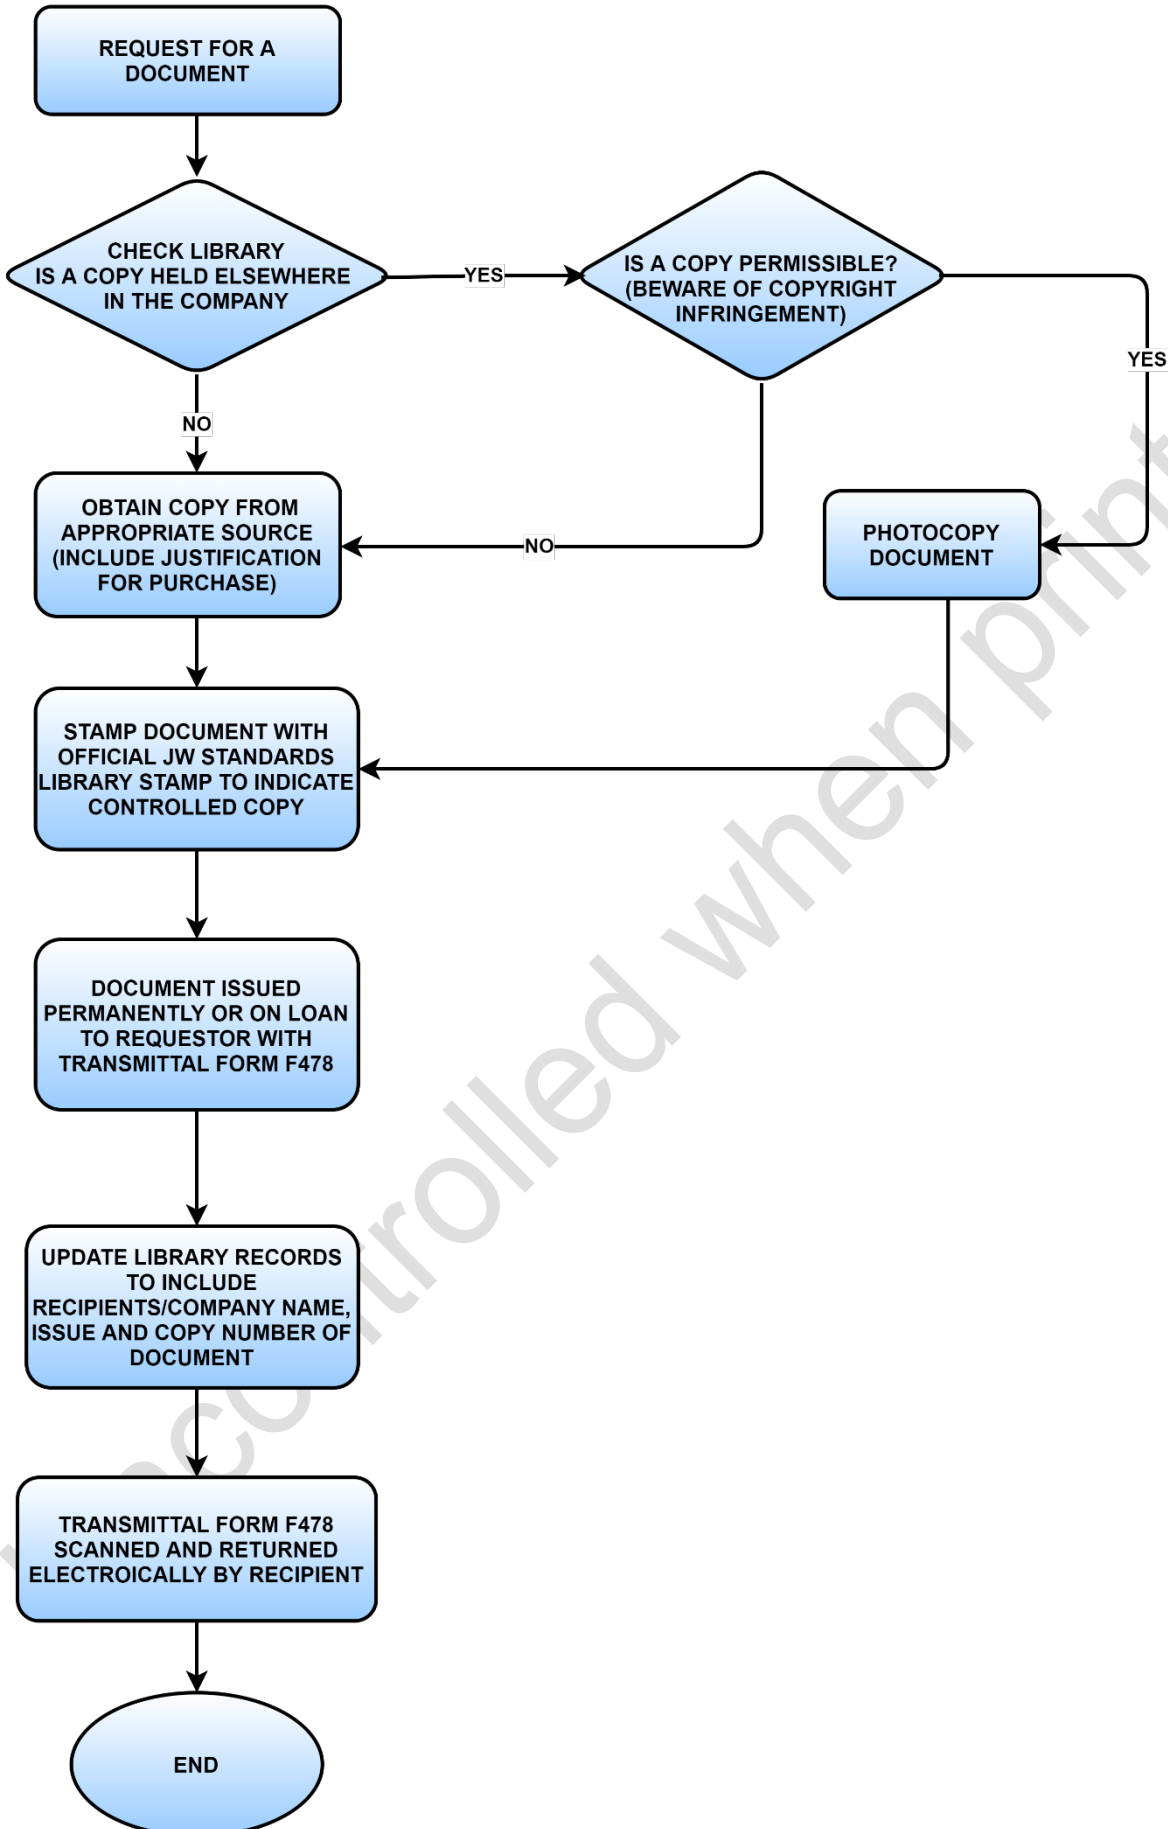 REQUEST FOR A
DOCUMENT
CHECK LIBRARY
IS A COPY HELD ELSEWHERE
IN THE COMPANY
YES
IS A COPY PERMISSIBLE?
(BEWARE OF COPYRIGHT
INFRINGEMENT)
YES
NO
OBTAIN COPY FROM
APPROPRIATE SOURCE
(INCLUDE JUSTIFICATION
FOR PURCHASE)
NO
PHOTOCOPY
DOCUMENT
STAMP DOCUMENT WITH
OFFICIAL JW STANDARDS
LIBRARY STAMP TO INDICATE
CONTROLLED COPY
DOCUMENT ISSUED
PERMANENTLY OR ON LOAN
TO REQUESTOR WITH
TRANSMITTAL FORM F478
UPDATE LIBRARY RECORDS
TO INCLUDE
RECIPIENTS/COMPANY NAME,
ISSUE AND COPY NUMBER OF
DOCUMENT
TRANSMITTAL FORM F478
SCANNED AND RETURNED
ELECTROICALLY BY RECIPIENT
END
when print